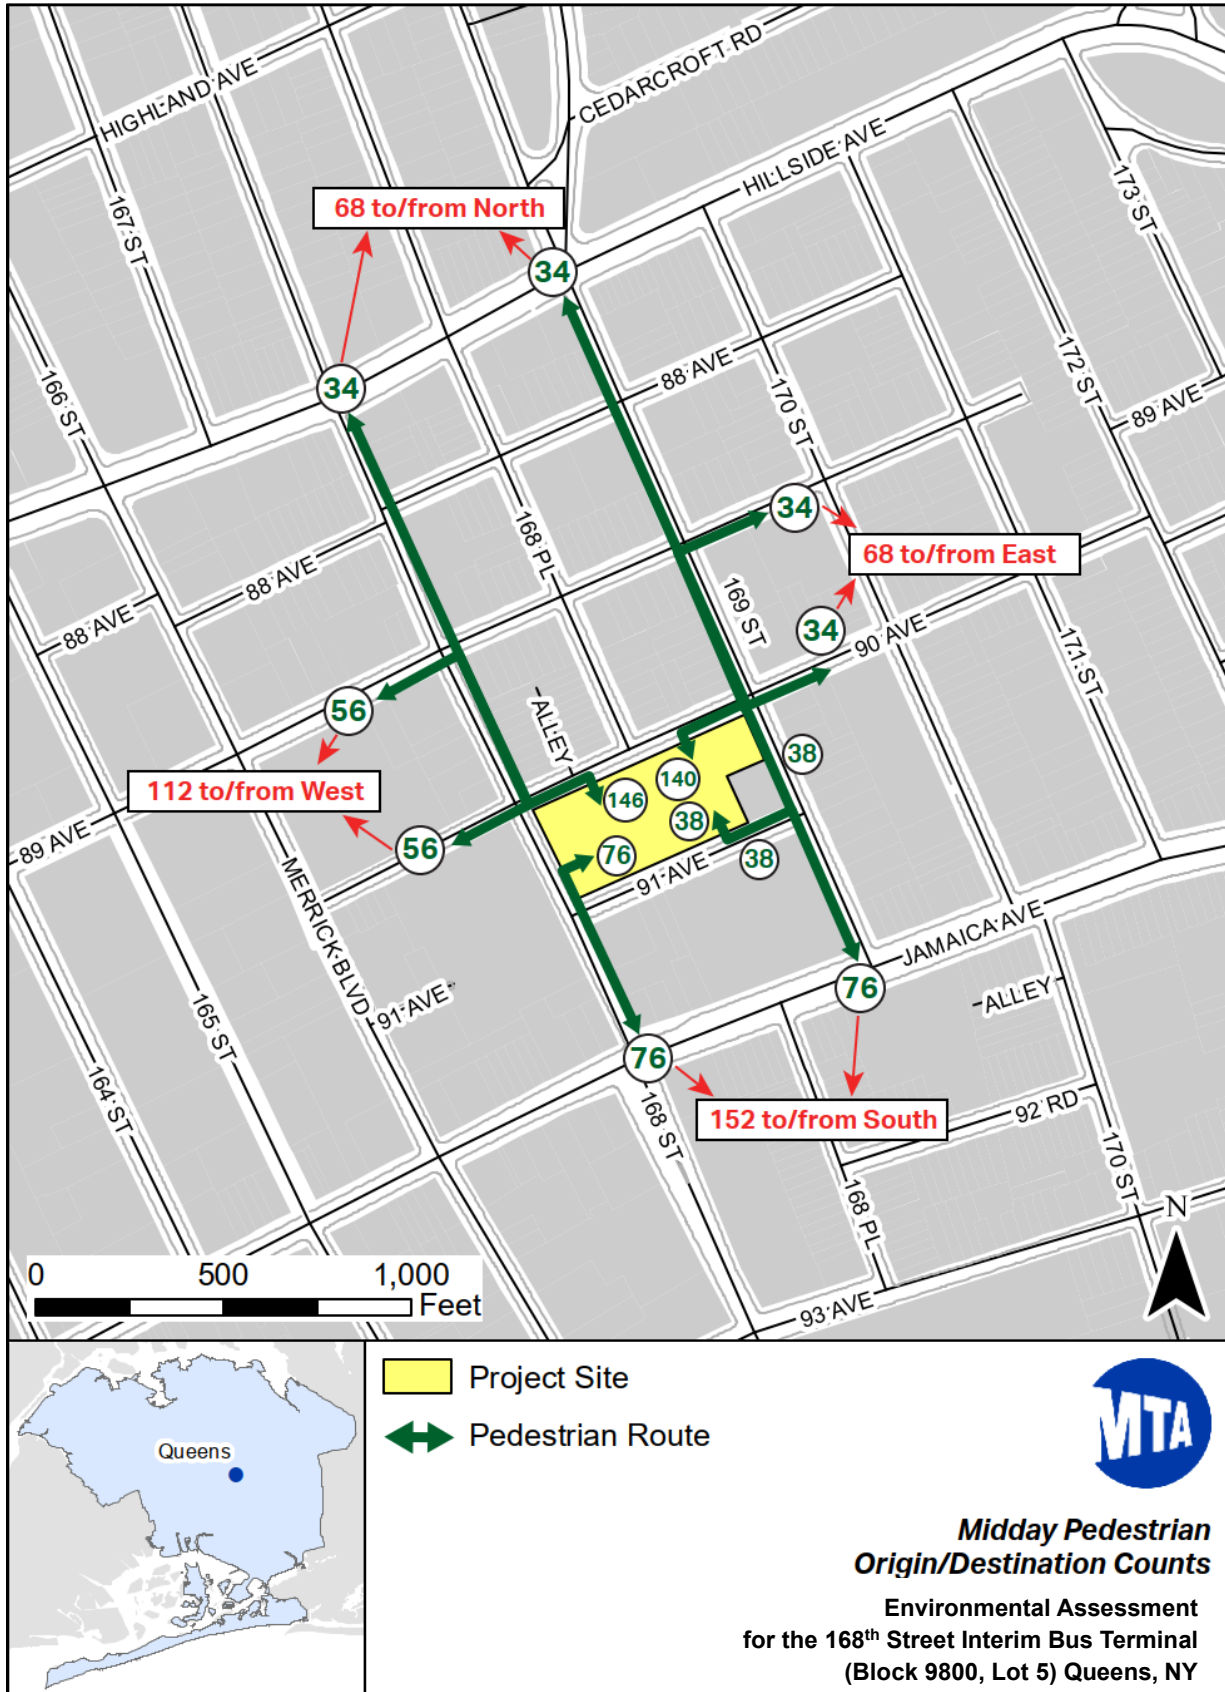 HIGHLAND AVE
CEDARCROFT RD
HILLSIDE AVE
167 ST
173 ST
68 to/from North
34
34
166 ST
88 AVE
170 ST
172 ST
89 AVE
34
168 PL
68 to/from East
88 AVE
88 AVE
169 ST
34
90 AVE
171 ST
56
ALLEY
38
112 to/from West
140
146
38
89 AVE
56
76
38
91 AVE
MERRICK BLVD
JAMAICA AVE
76
ALLEY
91 AVE
165 ST
76
164 ST
152 to/from South
92 RD
168 ST
170 ST
168 PL
N
0 500 1,000
Feet
93 AVE
Queens
Project Site
Pedestrian Route
MTA
Midday Pedestrian
Origin/Destination Counts
Environmental Assessment
for the 168th Street Interim Bus Terminal
(Block 9800, Lot 5) Queens, NY